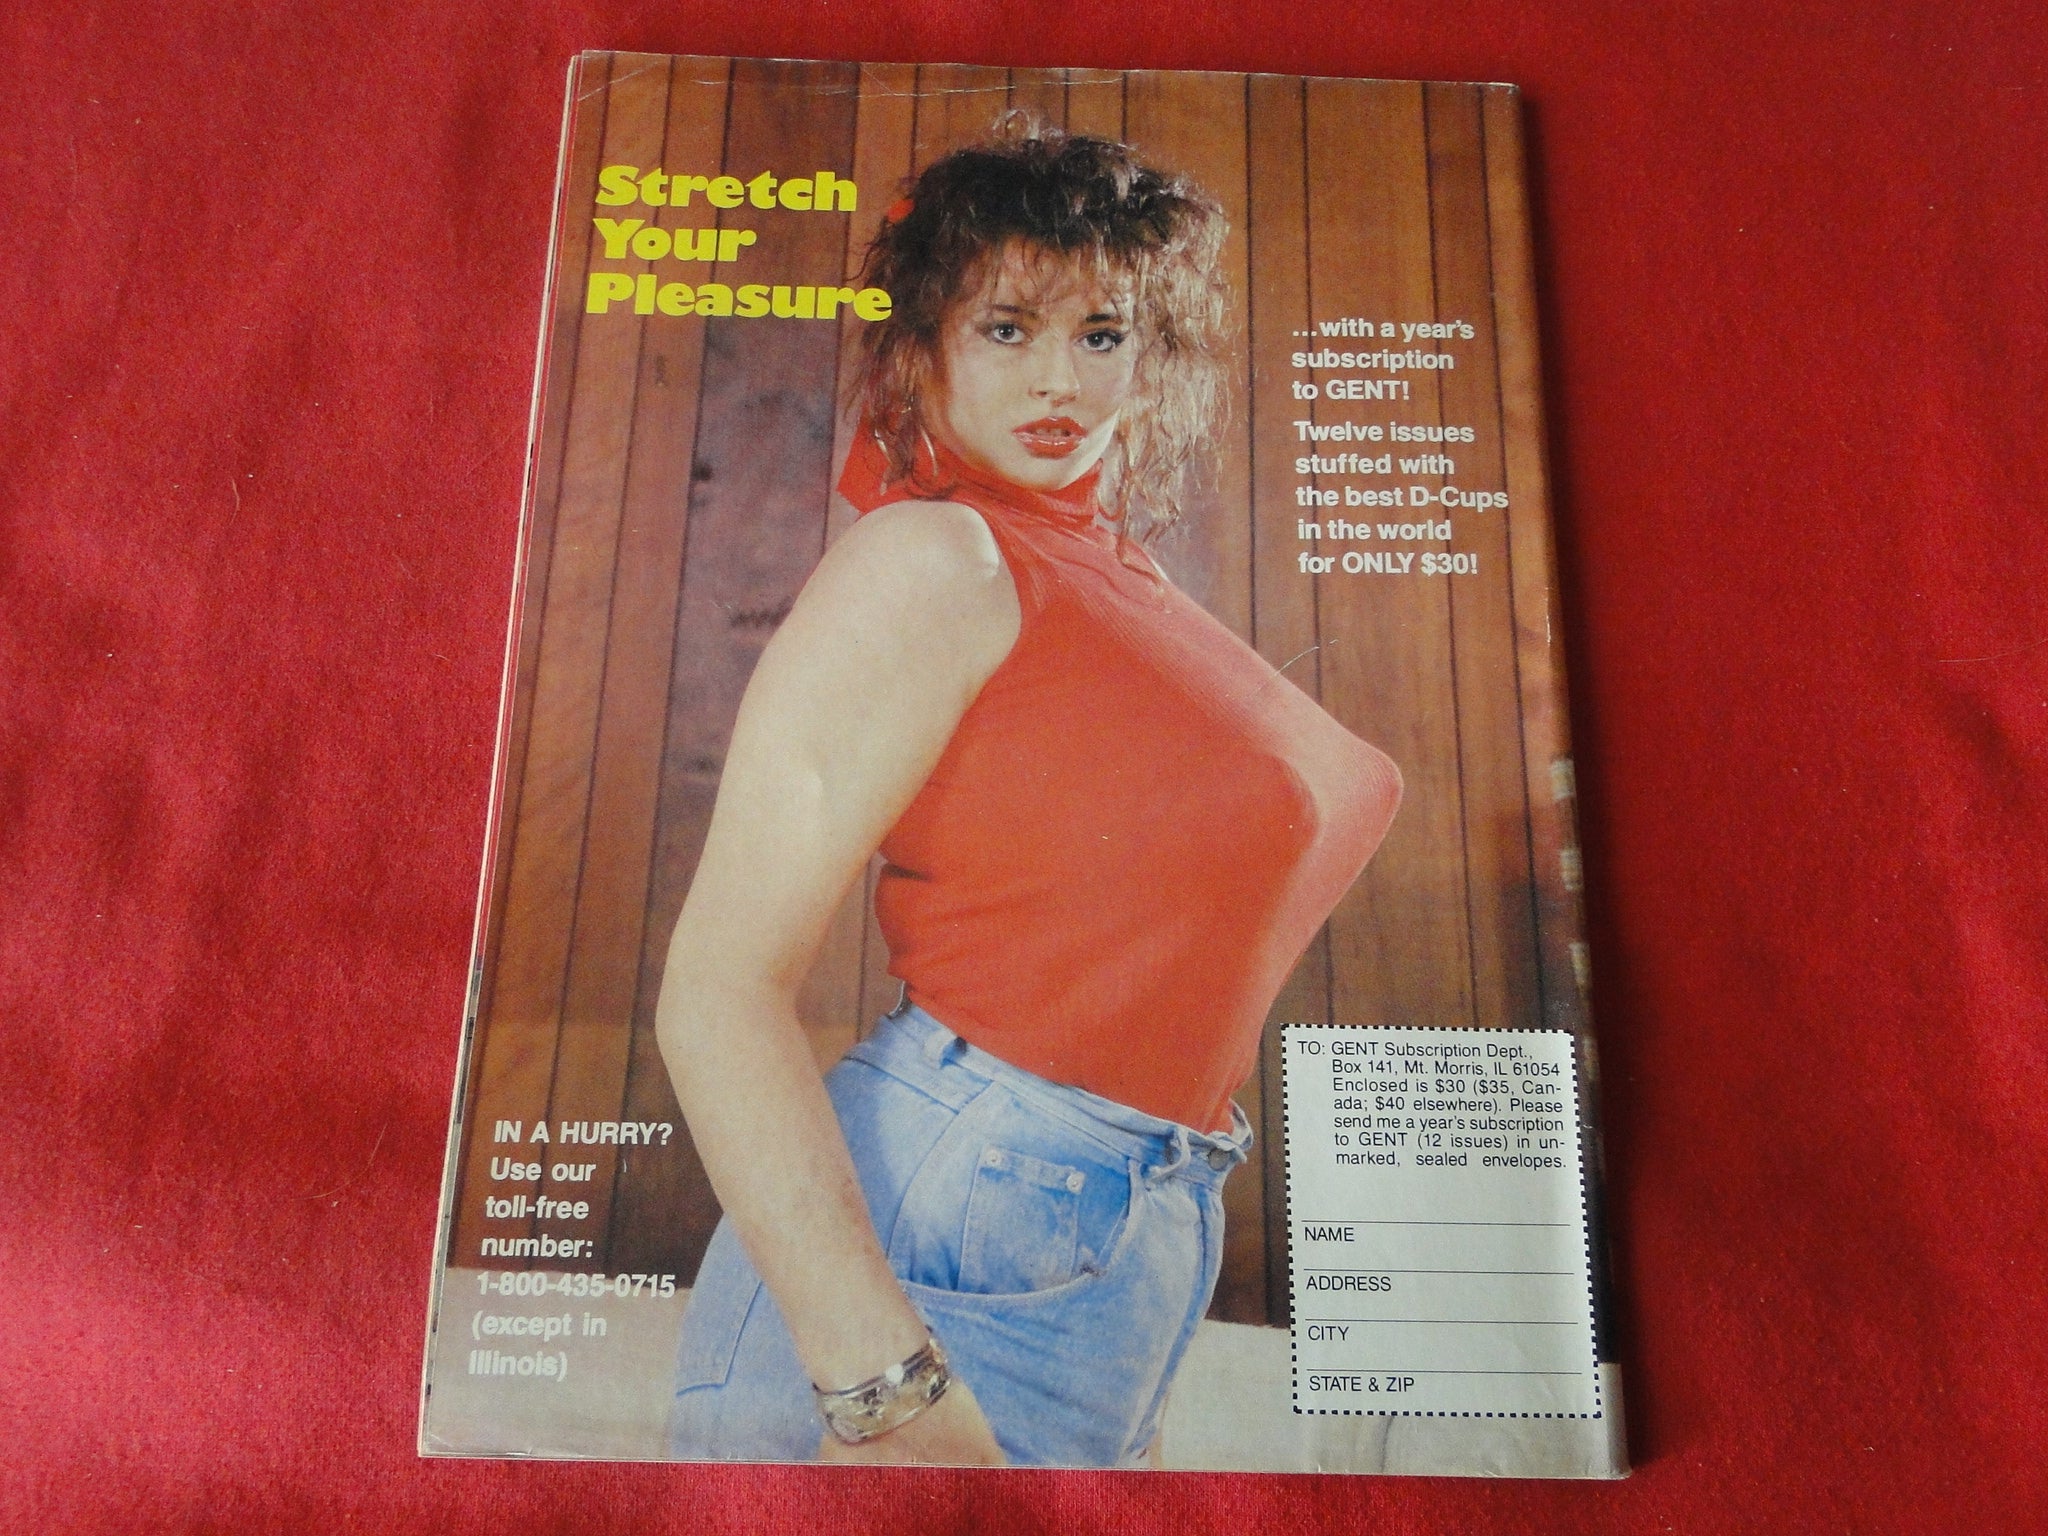 Stretch
Your
Pleasure
...with a year's
subscription
to GENT!
Twelve issues
stuffed with
the best D-Cups
in the world
for ONLY $30!
IN A HURRY?
Use our
toll-free
number:
1-800-435-0715
(except in
Illinois)
TO: GENT Subscription Dept.,
Box 141, Mt. Morris, IL 61054
Enclosed is $30 ($35, Can-
ada; $40 elsewhere). Please
send me a year's subscription
to GENT (12 issues) in un-
marked, sealed envelopes.
NAME
ADDRESS
CITY
STATE & ZIP